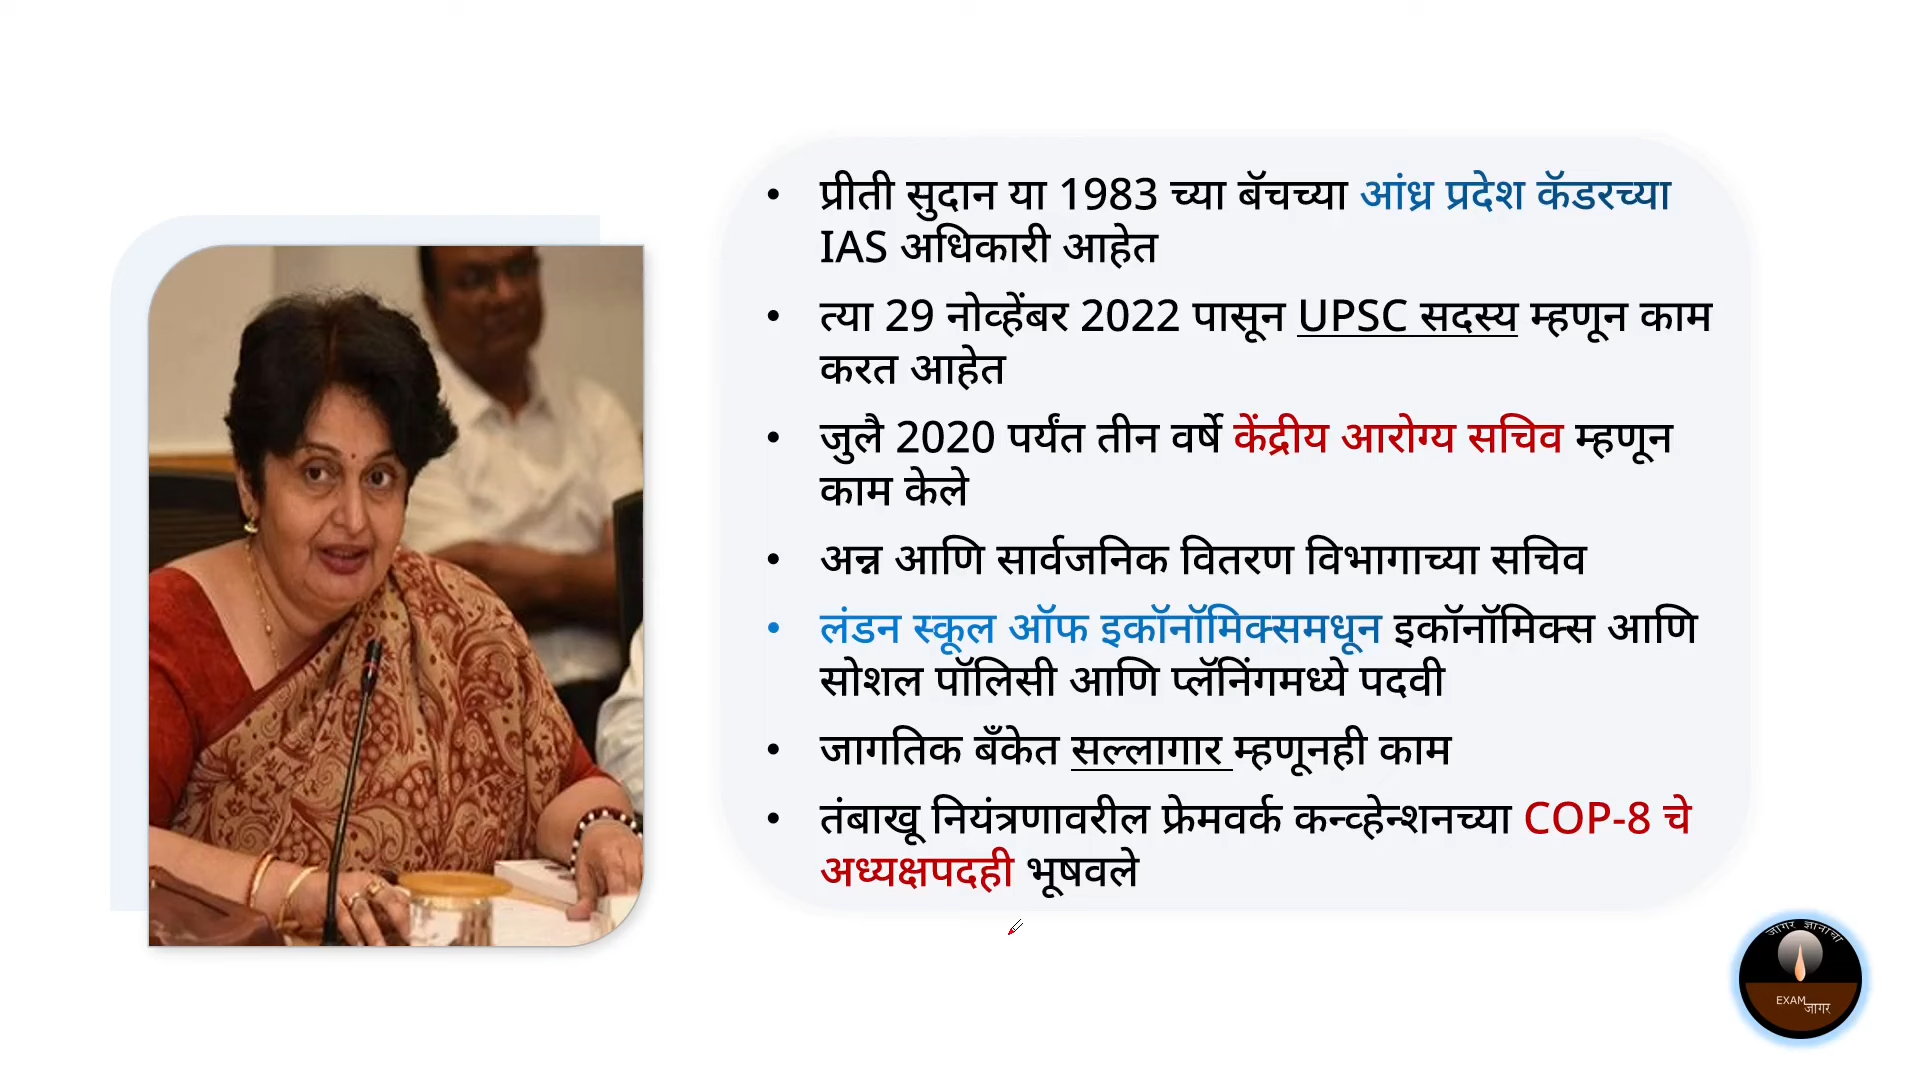 • प्रीती सुदान या 1983 च्या बॅचच्या आंध्र प्रदेश कॅडरच्या
IAS अधिकारी आहेत
• त्या 29 नोव्हेंबर 2022 पासून UPSC सदस्य म्हणून काम
करत आहेत
• जुलै 2020 पर्यंत तीन वर्षे केंद्रीय आरोग्य सचिव म्हणून
काम केले
• अन्न आणि सार्वजनिक वितरण विभागाच्या सचिव
• लंडन स्कूल ऑफ इकॉनॉमिक्समधून इकॉनॉमिक्स आणि
सोशल पॉलिसी आणि प्लॅनिंगमध्ये पदवी
• जागतिक बँकेत सल्लागार म्हणूनही काम
• तंबाखू नियंत्रणावरील फ्रेमवर्क कन्व्हेन्शनच्या COP-8 चे
अध्यक्षपदही भूषवले
जागर ज्ञानाचा
EXAM
जागर